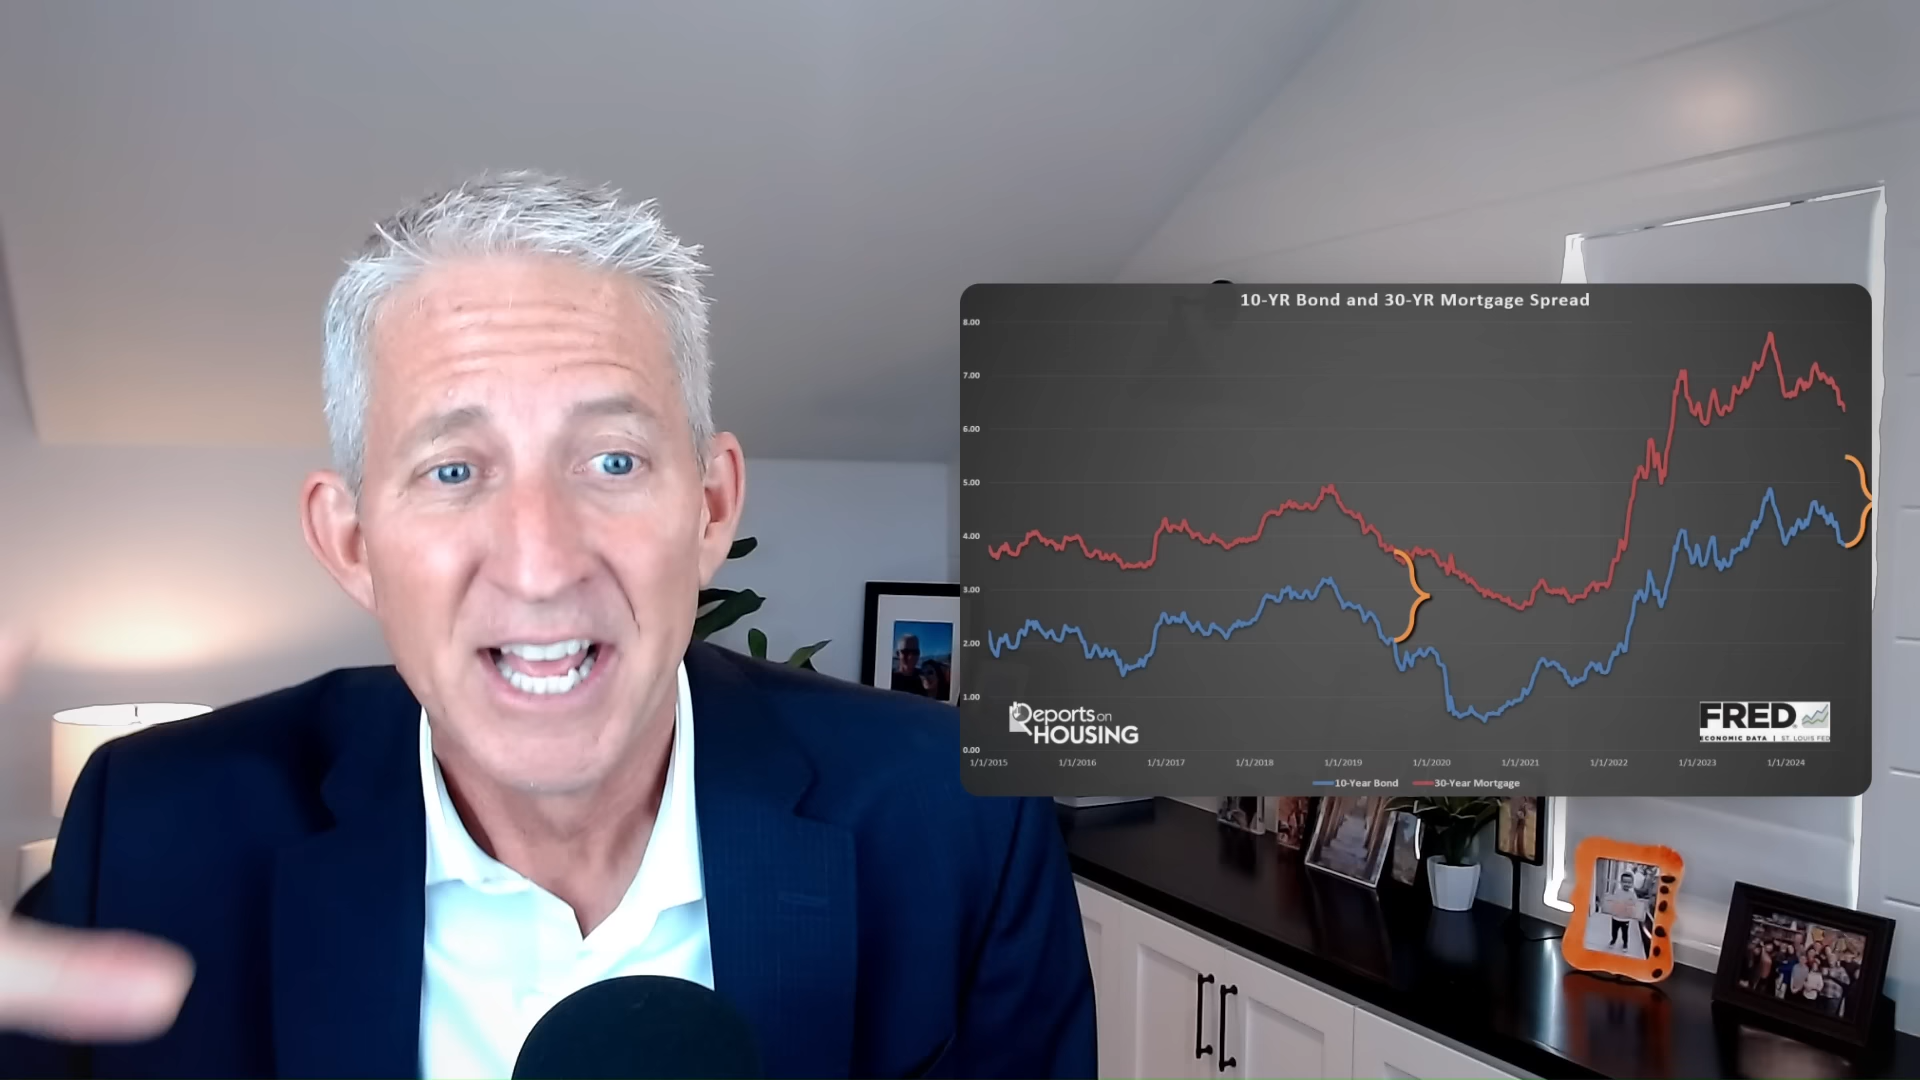 10-YR Bond and 30-YR Mortgage Spread
8.00
7.00
6.00
5.00
4.00
3.00
2.00
1.00
0.00
Reports on
HOUSING
FRED
ECONOMIC DATA | ST. LOUIS FED
1/1/2015 1/1/2016 1/1/2017 1/1/2018 1/1/2019 1/1/2020 1/1/2021 1/1/2022 1/1/2023 1/1/2024
10-Year Bond 30-Year Mortgage